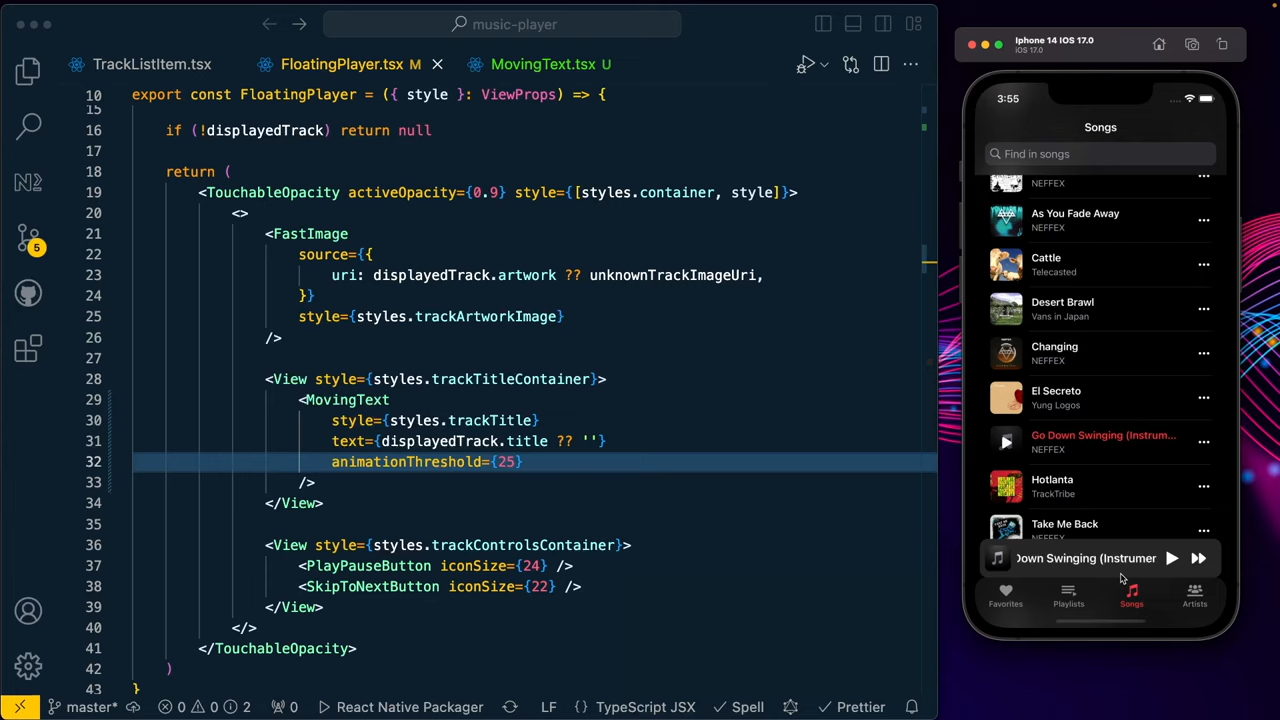 music-player
TrackListItem.tsx
FloatingPlayer.tsx M
MovingText.tsx U
10 export const FloatingPlayer = ({ style }: ViewProps) => {
15
16 if (!displayedTrack) return null
17
18 return (
19 <TouchableOpacity activeOpacity={0.9} style={[styles.container, style]}>
20 <>
21 <FastImage
22 source={{
23 uri: displayedTrack.artwork ?? unknownTrackImageUri,
24 }}
25 style={styles.trackArtworkImage}
26 />
27
28 <View style={styles.trackTitleContainer}>
29 <MovingText
30 style={styles.trackTitle}
31 text={displayedTrack.title ?? ''}
32 animationThreshold={25}
33 />
34 </View>
35
36 <View style={styles.trackControlsContainer}>
37 <PlayPauseButton iconSize={24} />
38 <SkipToNextButton iconSize={22} />
39 </View>
40 </>
41 </TouchableOpacity>
42 )
43 }
5
master* 0 0 2 0 React Native Packager LF {} TypeScript JSX Spell Prettier
Iphone 14 IOS 17.0
iOS 17.0
3:55
Songs
Find in songs
NEFFEX
As You Fade Away
NEFFEX
Cattle
Telecasted
Desert Brawl
Vans in Japan
Changing
NEFFEX
El Secreto
Yung Logos
Go Down Swinging (Instrum...
NEFFEX
Hotlanta
TrackTribe
Take Me Back
NEFFEX
Down Swinging (Instrumer
Favorites
Playlists
Songs
Artists